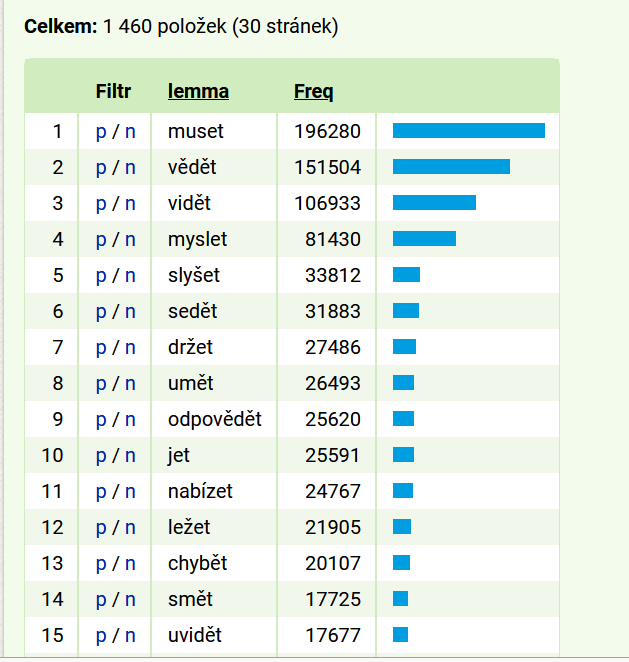 Celkem: 1 460 položek (30 stránek)
Filtr lemma Freq
1 p / n muset 196280
2 p / n vědět 151504
3 p / n vidět 106933
4 p / n myslet 81430
5 p / n slyšet 33812
6 p / n sedět 31883
7 p / n držet 27486
8 p / n umět 26493
9 p / n odpovědět 25620
10 p / n jet 25591
11 p / n nabízet 24767
12 p / n ležet 21905
13 p / n chybět 20107
14 p / n smět 17725
15 p / n uvidět 17677